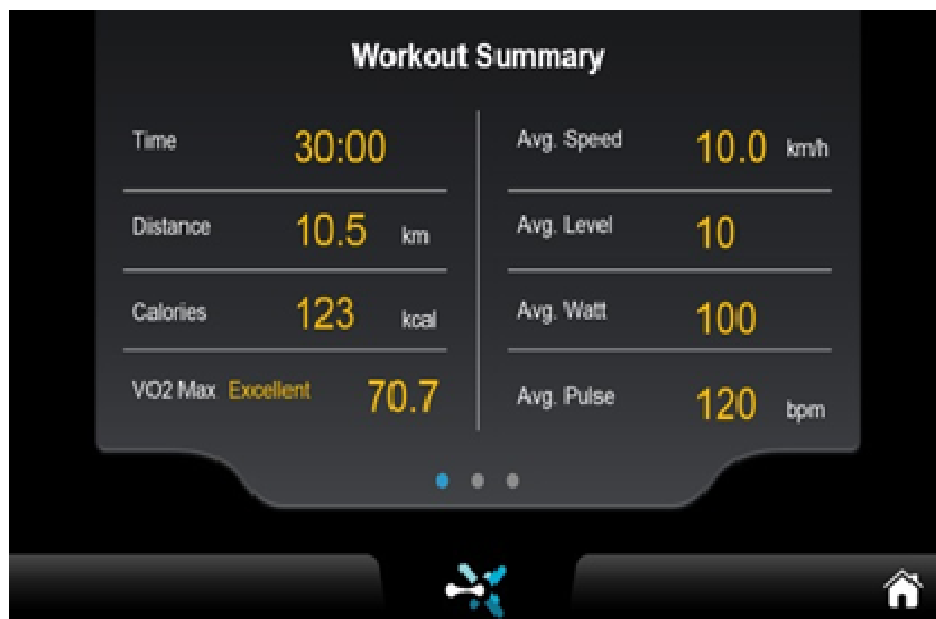 Workout Summary
Time 30:00
Distance 10.5 km
Calories 123 kcal
VO2 Max Excellent 70.7
Avg. Speed 10.0 km/h
Avg. Level 10
Avg. Watt 100
Avg. Pulse 120 bpm